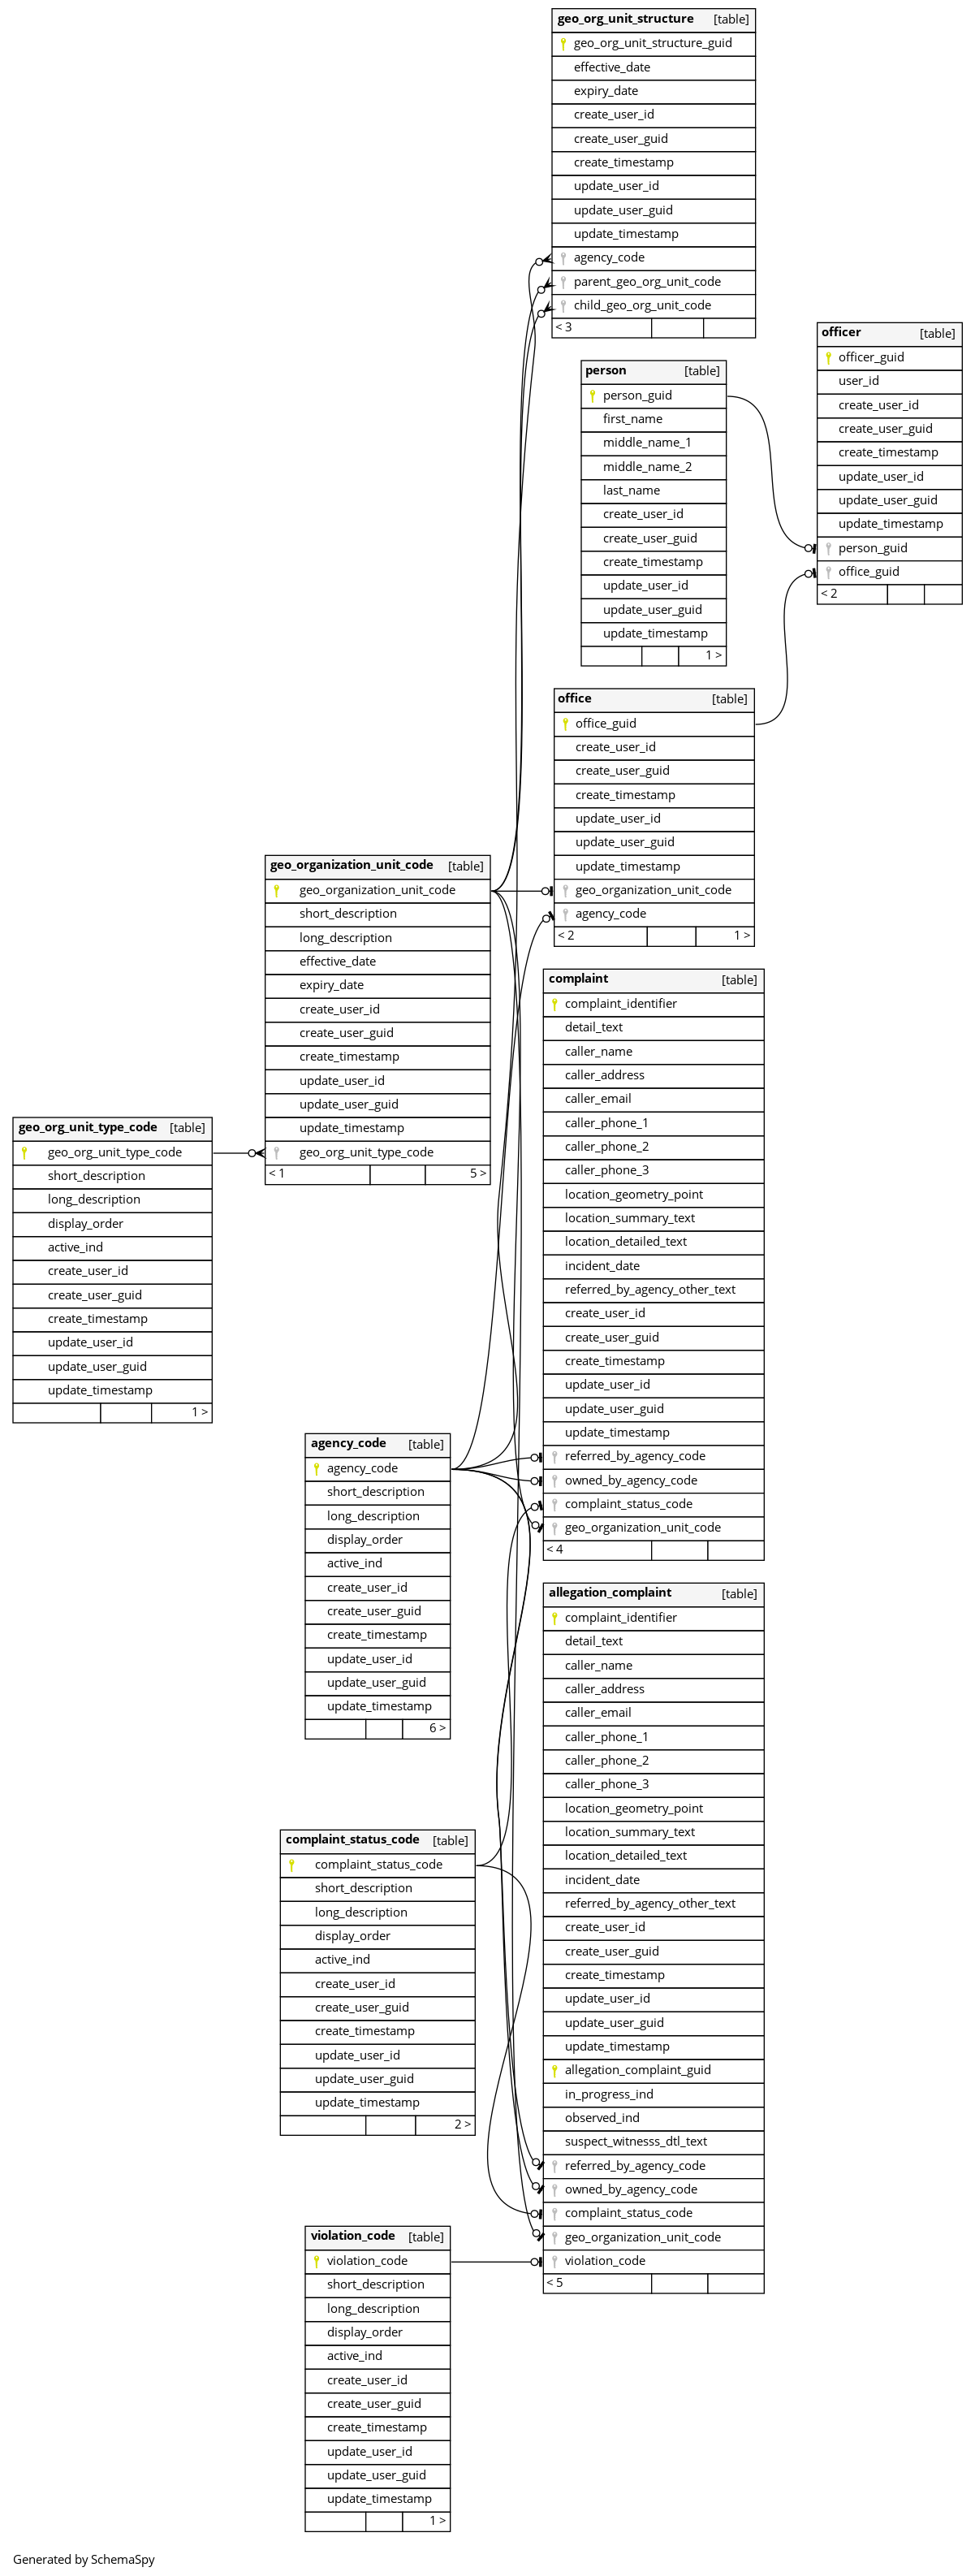 geo_org_unit_structure [table]
geo_org_unit_structure_guid
effective_date
expiry_date
create_user_id
create_user_guid
create_timestamp
update_user_id
update_user_guid
update_timestamp
agency_code
parent_geo_org_unit_code
child_geo_org_unit_code
< 3
officer [table]
officer_guid
user_id
create_user_id
create_user_guid
create_timestamp
update_user_id
update_user_guid
update_timestamp
person_guid
office_guid
< 2
person [table]
person_guid
first_name
middle_name_1
middle_name_2
last_name
create_user_id
create_user_guid
create_timestamp
update_user_id
update_user_guid
update_timestamp
1 >
office [table]
office_guid
create_user_id
create_user_guid
create_timestamp
update_user_id
update_user_guid
update_timestamp
geo_organization_unit_code
agency_code
< 2 1 >
geo_organization_unit_code [table]
geo_organization_unit_code
short_description
long_description
effective_date
expiry_date
create_user_id
create_user_guid
create_timestamp
update_user_id
update_user_guid
update_timestamp
geo_org_unit_type_code
< 1 5 >
complaint [table]
complaint_identifier
detail_text
caller_name
caller_address
caller_email
caller_phone_1
caller_phone_2
caller_phone_3
location_geometry_point
location_summary_text
location_detailed_text
incident_date
referred_by_agency_other_text
create_user_id
create_user_guid
create_timestamp
update_user_id
update_user_guid
update_timestamp
referred_by_agency_code
owned_by_agency_code
complaint_status_code
geo_organization_unit_code
< 4
geo_org_unit_type_code [table]
geo_org_unit_type_code
short_description
long_description
display_order
active_ind
create_user_id
create_user_guid
create_timestamp
update_user_id
update_user_guid
update_timestamp
1 >
agency_code [table]
agency_code
short_description
long_description
display_order
active_ind
create_user_id
create_user_guid
create_timestamp
update_user_id
update_user_guid
update_timestamp
6 >
allegation_complaint [table]
complaint_identifier
detail_text
caller_name
caller_address
caller_email
caller_phone_1
caller_phone_2
caller_phone_3
location_geometry_point
location_summary_text
location_detailed_text
incident_date
referred_by_agency_other_text
create_user_id
create_user_guid
create_timestamp
update_user_id
update_user_guid
update_timestamp
allegation_complaint_guid
in_progress_ind
observed_ind
suspect_witnesss_dtl_text
referred_by_agency_code
owned_by_agency_code
complaint_status_code
geo_organization_unit_code
violation_code
< 5
complaint_status_code [table]
complaint_status_code
short_description
long_description
display_order
active_ind
create_user_id
create_user_guid
create_timestamp
update_user_id
update_user_guid
update_timestamp
2 >
violation_code [table]
violation_code
short_description
long_description
display_order
active_ind
create_user_id
create_user_guid
create_timestamp
update_user_id
update_user_guid
update_timestamp
1 >
Generated by SchemaSpy